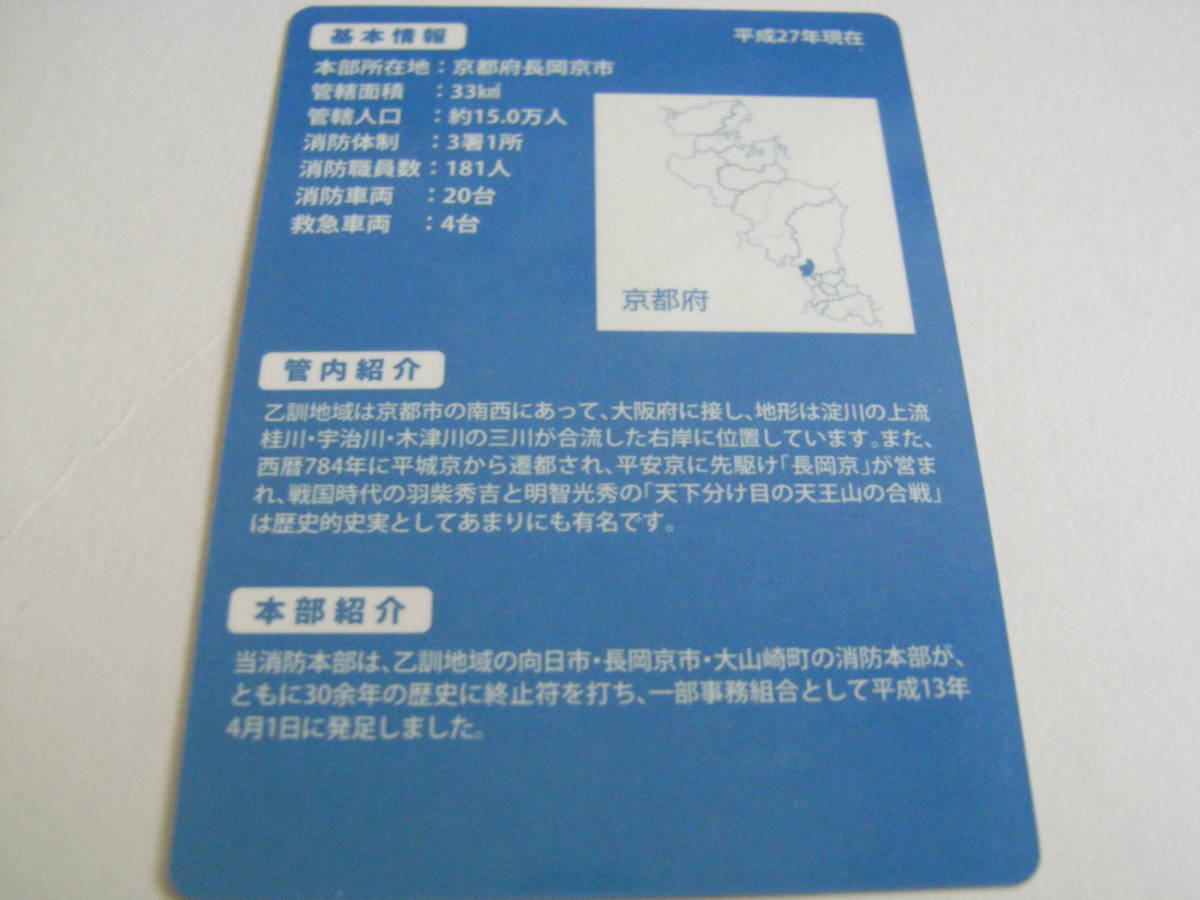 基本情報
平成27年現在
本部所在地：京都府長岡京市
管轄面積　：33㎢
管轄人口　：約15.0万人
消防体制　：3署1所
消防職員数：181人
消防車両　：20台
救急車両　：4台
京都府
管内紹介
乙訓地域は京都市の南西にあって、大阪府に接し、地形は淀川の上流
桂川・宇治川・木津川の三川が合流した右岸に位置しています。また、
西暦784年に平城京から遷都され、平安京に先駆け「長岡京」が営ま
れ、戦国時代の羽柴秀吉と明智光秀の「天下分け目の天王山の合戦」
は歴史的史実としてあまりにも有名です。
本部紹介
当消防本部は、乙訓地域の向日市・長岡京市・大山崎町の消防本部が、
ともに30余年の歴史に終止符を打ち、一部事務組合として平成13年
4月1日に発足しました。